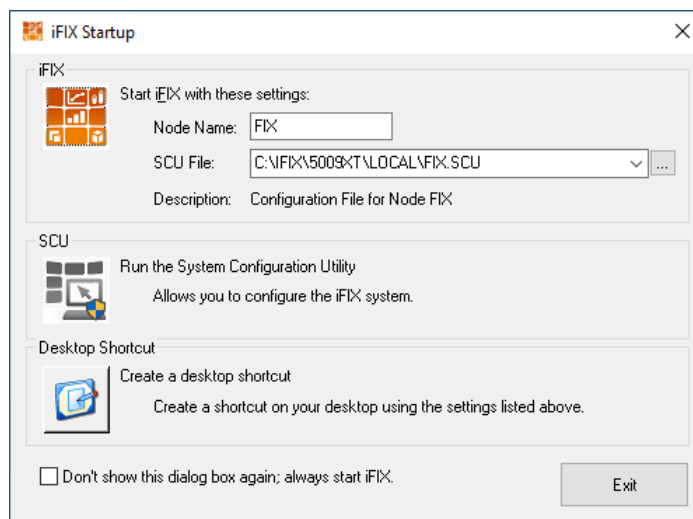 iFIX Startup
iFIX
Start iFIX with these settings:
Node Name: FIX
SCU File: C:\IFIX\5009XT\LOCAL\FIX.SCU
...
Description: Configuration File for Node FIX
SCU
Run the System Configuration Utility
Allows you to configure the iFIX system.
Desktop Shortcut
Create a desktop shortcut
Create a shortcut on your desktop using the settings listed above.
Don't show this dialog box again; always start iFIX.
Exit